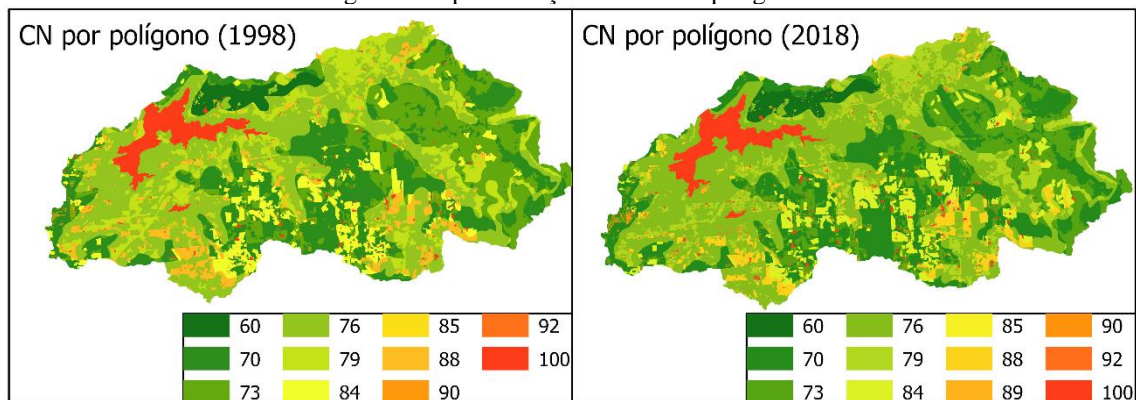 CN por polígono (1998)
60 76 85 92
70 79 88 100
73 84 90
CN por polígono (2018)
60 76 85 90
70 79 88 92
73 84 89 100